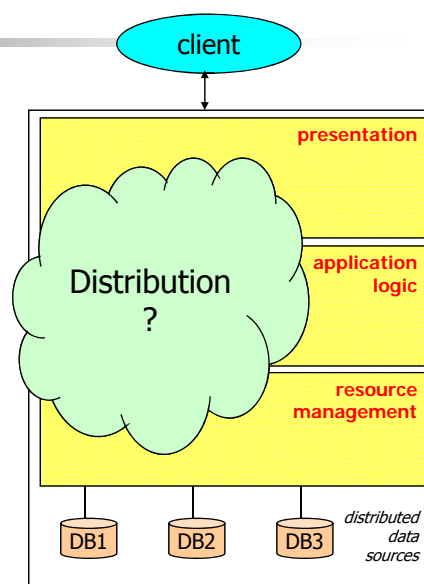 client
presentation
application
logic
Distribution
?
resource
management
DB1
DB2
DB3
distributed
data
sources